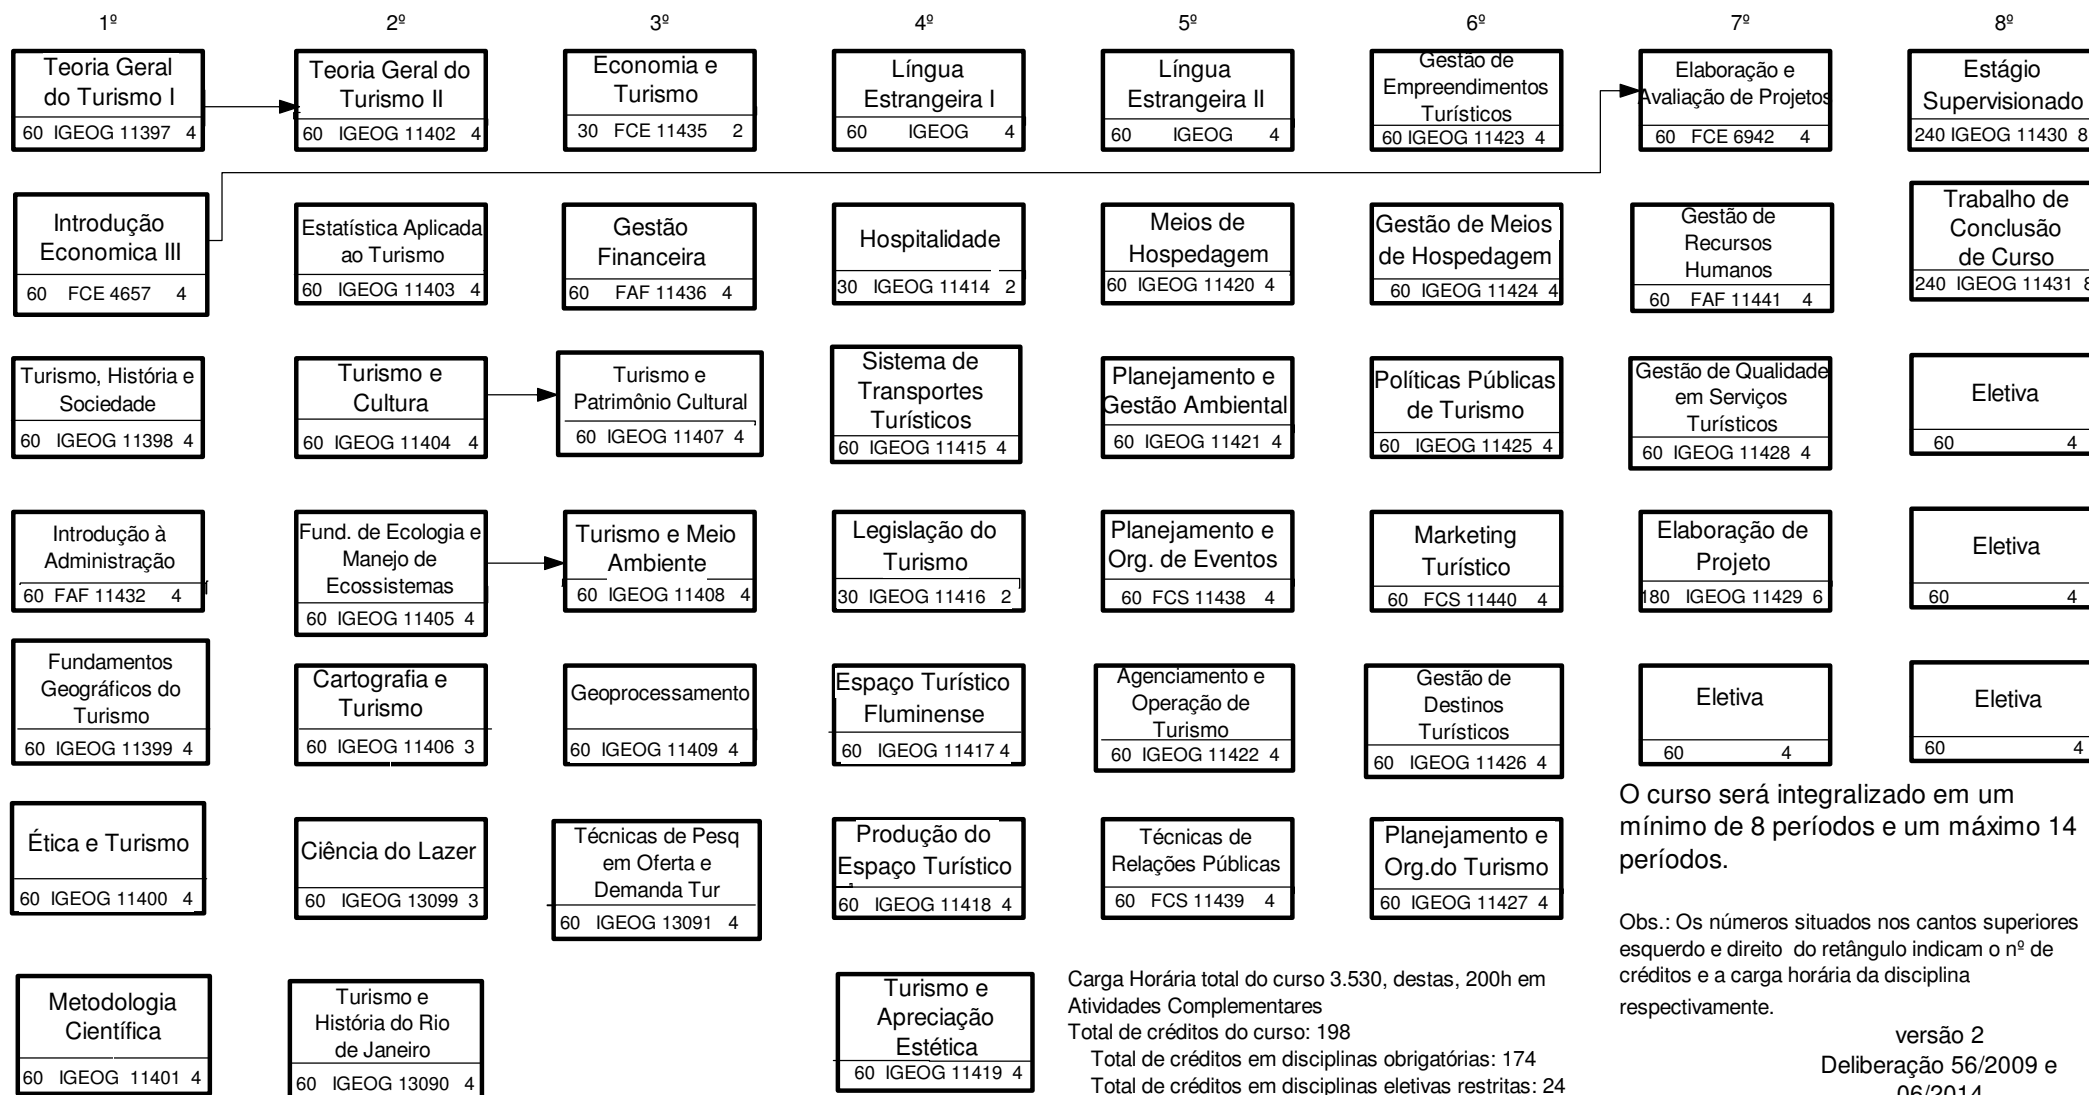 1º 2º 3º 4º 5º 6º 7º 8º
Teoria Geral
do Turismo I
60 IGEOG 11397 4
Teoria Geral do
Turismo II
60 IGEOG 11402 4
Economia e
Turismo
30 FCE 11435 2
Língua
Estrangeira I
60 IGEOG 4
Língua
Estrangeira II
60 IGEOG 4
Gestão de
Empreendimentos
Turísticos
60 IGEOG 11423 4
Elaboração e
Avaliação de Projetos
60 FCE 6942 4
Estágio
Supervisionado
240 IGEOG 11430 8
Introdução
Economica III
60 FCE 4657 4
Estatística Aplicada
ao Turismo
60 IGEOG 11403 4
Gestão
Financeira
60 FAF 11436 4
Hospitalidade
30 IGEOG 11414 2
Meios de
Hospedagem
60 IGEOG 11420 4
Gestão de Meios
de Hospedagem
60 IGEOG 11424 4
Gestão de
Recursos
Humanos
60 FAF 11441 4
Trabalho de
Conclusão
de Curso
240 IGEOG 11431 8
Turismo, História e
Sociedade
60 IGEOG 11398 4
Turismo e
Cultura
60 IGEOG 11404 4
Turismo e
Patrimônio Cultural
60 IGEOG 11407 4
Sistema de
Transportes
Turísticos
60 IGEOG 11415 4
Planejamento e
Gestão Ambiental
60 IGEOG 11421 4
Políticas Públicas
de Turismo
60 IGEOG 11425 4
Gestão de Qualidade
em Serviços
Turísticos
60 IGEOG 11428 4
Eletiva
60 4
Introdução à
Administração
60 FAF 11432 4
Fund. de Ecologia e
Manejo de
Ecossistemas
60 IGEOG 11405 4
Turismo e Meio
Ambiente
60 IGEOG 11408 4
Legislação do
Turismo
30 IGEOG 11416 2
Planejamento e
Org. de Eventos
60 FCS 11438 4
Marketing
Turístico
60 FCS 11440 4
Elaboração de
Projeto
180 IGEOG 11429 6
Eletiva
60 4
Fundamentos
Geográficos do
Turismo
60 IGEOG 11399 4
Cartografia e
Turismo
60 IGEOG 11406 3
Geoprocessamento
60 IGEOG 11409 4
Espaço Turístico
Fluminense
60 IGEOG 11417 4
Agenciamento e
Operação de
Turismo
60 IGEOG 11422 4
Gestão de
Destinos
Turísticos
60 IGEOG 11426 4
Eletiva
60 4
Eletiva
60 4
Ética e Turismo
60 IGEOG 11400 4
Ciência do Lazer
60 IGEOG 13099 3
Técnicas de Pesq
em Oferta e
Demanda Tur
60 IGEOG 13091 4
Produção do
Espaço Turístico
60 IGEOG 11418 4
Técnicas de
Relações Públicas
60 FCS 11439 4
Planejamento e
Org.do Turismo
60 IGEOG 11427 4
O curso será integralizado em um
mínimo de 8 períodos e um máximo 14
períodos.
Obs.: Os números situados nos cantos superiores
esquerdo e direito do retângulo indicam o nº de
créditos e a carga horária da disciplina
respectivamente.
Metodologia
Científica
60 IGEOG 11401 4
Turismo e
História do Rio
de Janeiro
60 IGEOG 13090 4
Turismo e
Apreciação
Estética
60 IGEOG 11419 4
Carga Horária total do curso 3.530, destas, 200h em
Atividades Complementares
Total de créditos do curso: 198
Total de créditos em disciplinas obrigatórias: 174
Total de créditos em disciplinas eletivas restritas: 24
versão 2
Deliberação 56/2009 e
06/2014